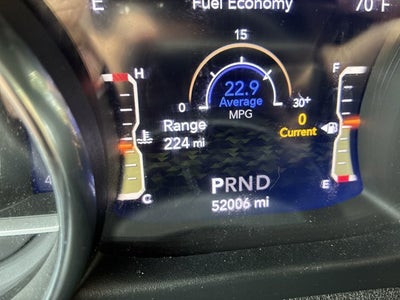 E Fuel Economy 70°F
15
H F
22.9
Average
0 30+
MPG
0
Range Current
224 mi
PRND
C E
52006 mi